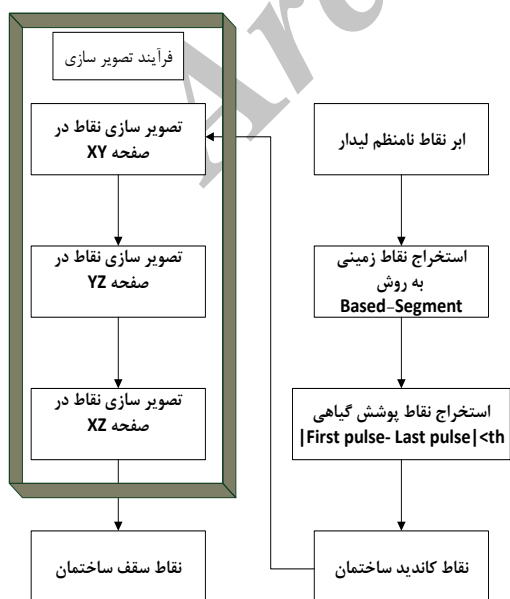 فرآیند تصویر سازی
تصویر سازی نقاط در
صفحه XY
تصویر سازی نقاط در
صفحه YZ
تصویر سازی نقاط در
صفحه XZ
نقاط سقف ساختمان
ابر نقاط نامنظم لیدار
استخراج نقاط زمینی
به روش
Based-Segment
استخراج نقاط پوشش گیاهی
|First pulse- Last pulse|<th
نقاط کاندید ساختمان
Arc